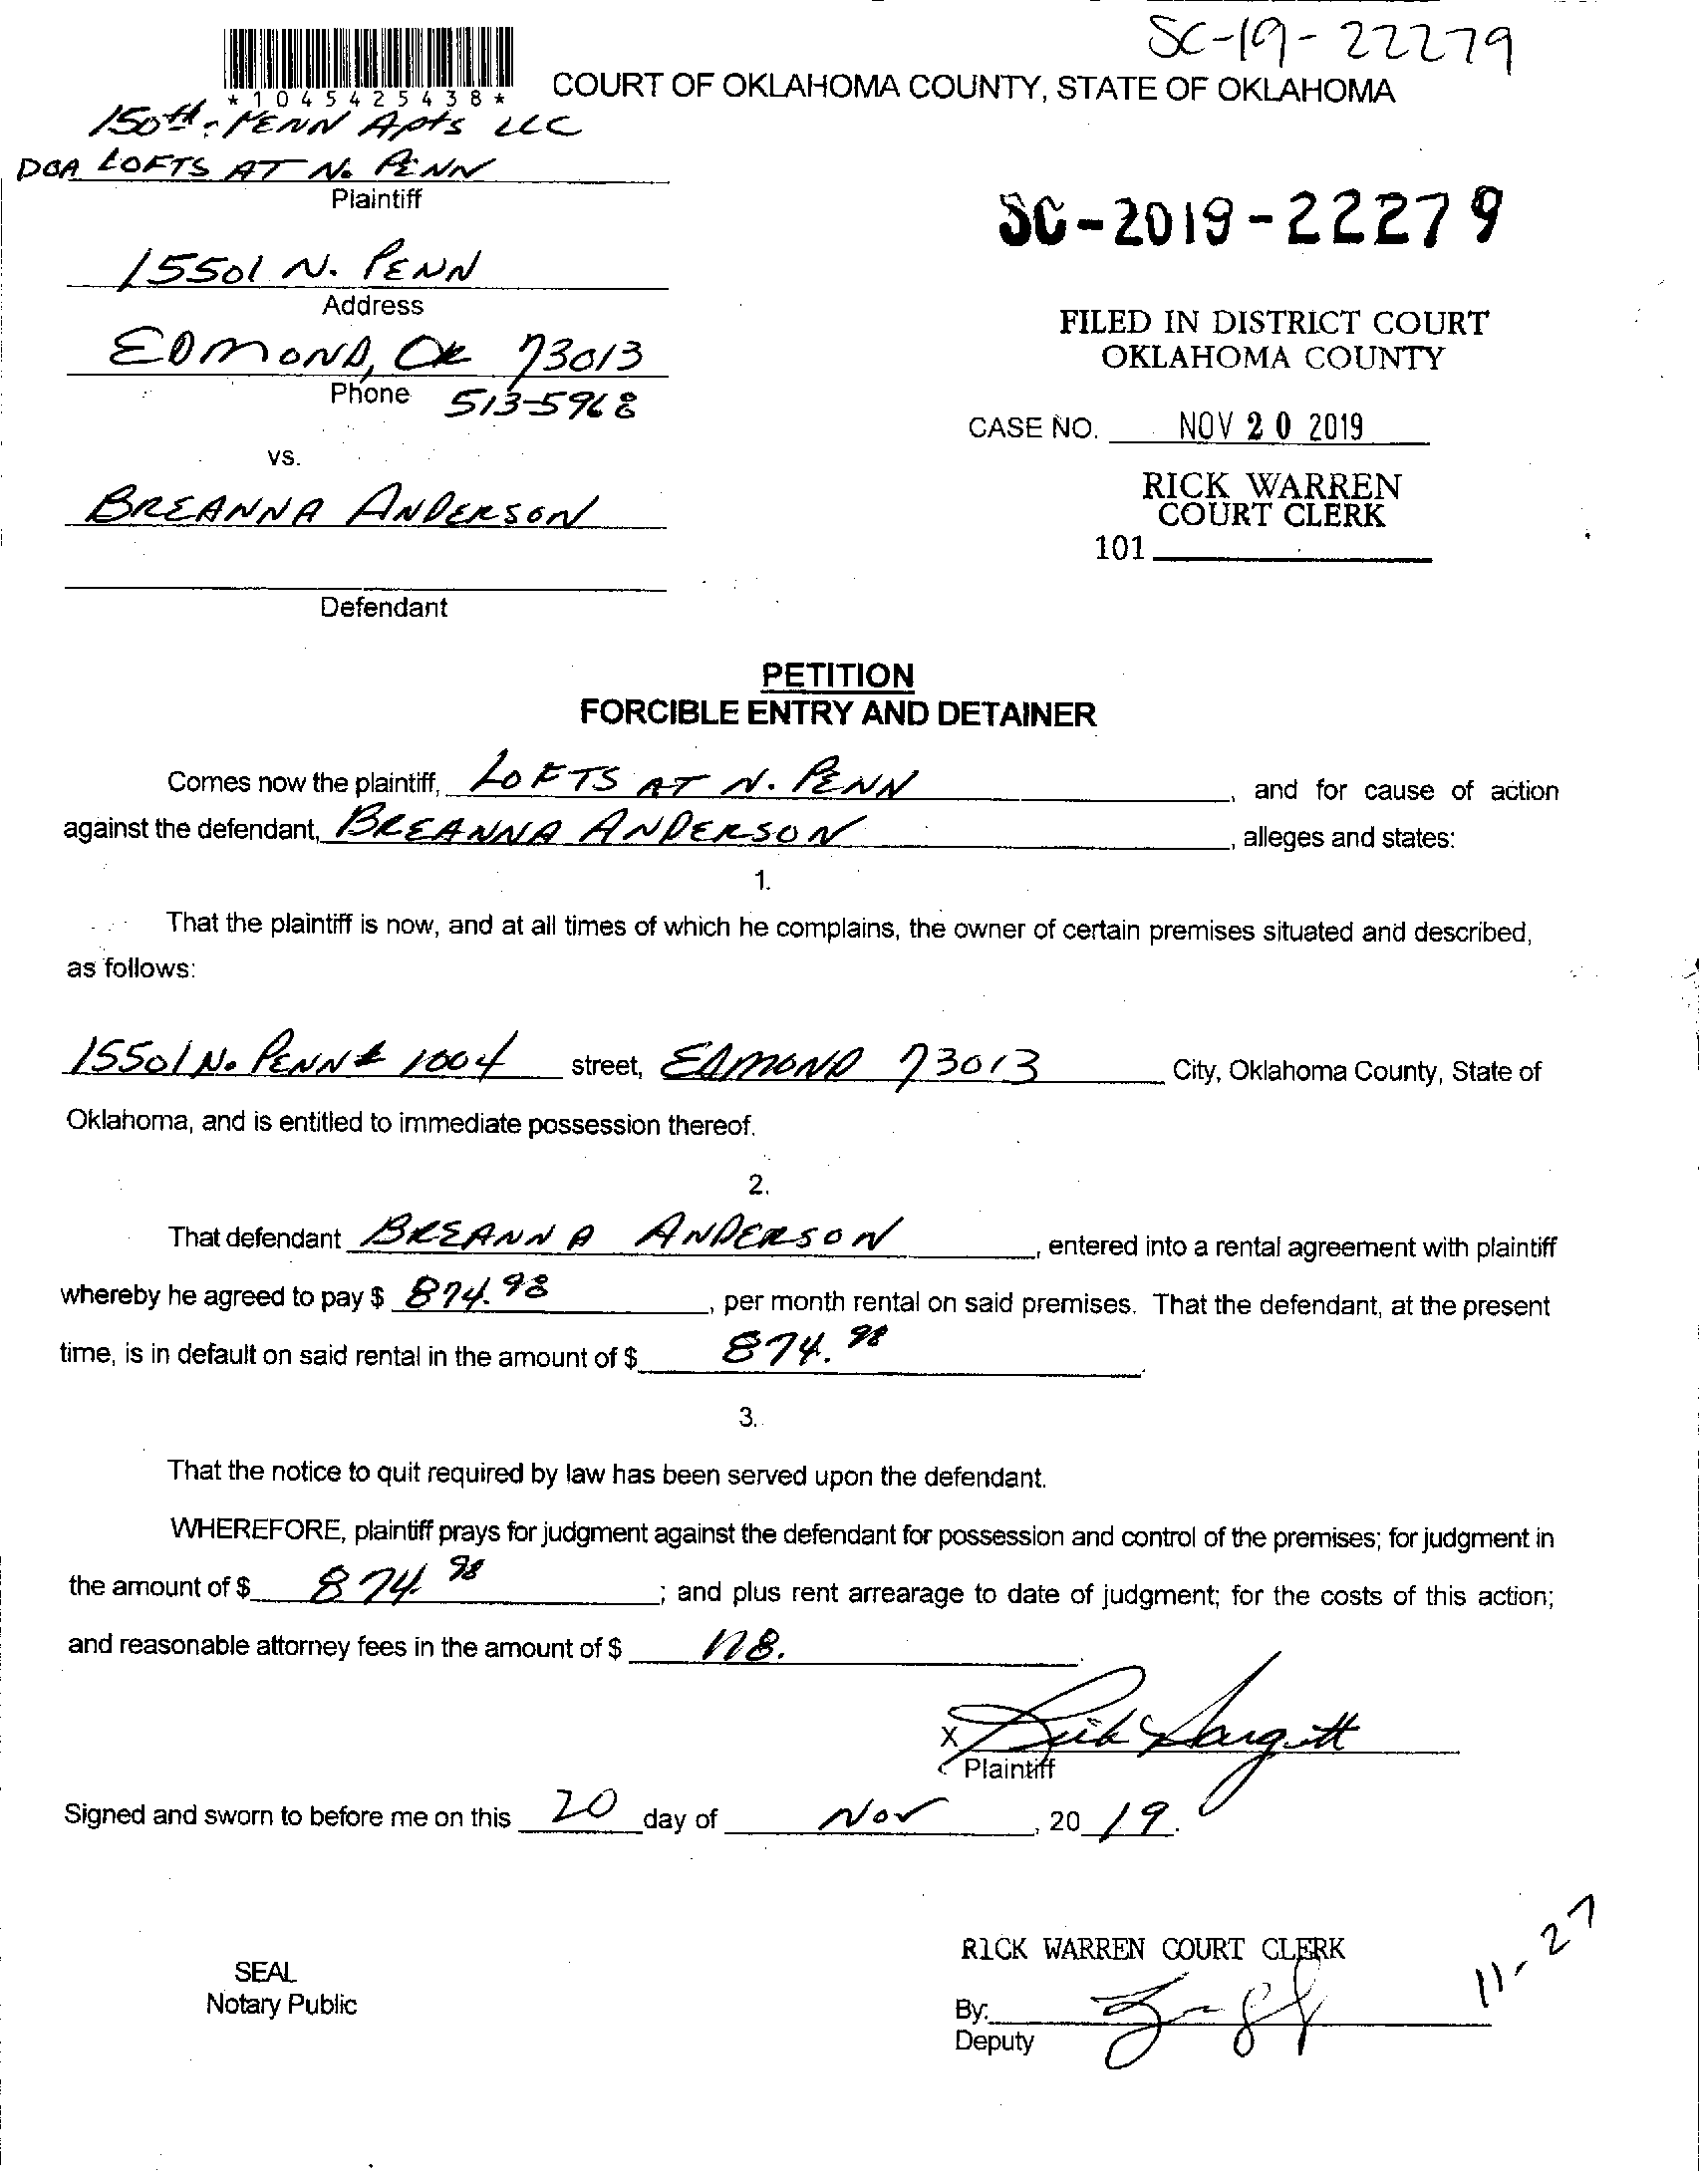 SC-19-22279
*1045425438*
COURT OF OKLAHOMA COUNTY, STATE OF OKLAHOMA
150th & PENN Apts LLC
DBA LOFTS AT N. PENN
Plaintiff
SC-2019-22279
15501 N. PENN
Address
FILED IN DISTRICT COURT
OKLAHOMA COUNTY
EDMOND, OK 73013
Phone 513-5968
CASE NO. NOV 20 2019
vs.
RICK WARREN
COURT CLERK
BREANNA ANDERSON
101
Defendant
PETITION
FORCIBLE ENTRY AND DETAINER
Comes now the plaintiff, LOFTS AT N. PENN, and for cause of action
against the defendant, BREANNA ANDERSON, alleges and states:
1.
That the plaintiff is now, and at all times of which he complains, the owner of certain premises situated and described,
as follows:
15501 N. PENN # 1004 street, EDMOND 73013 City, Oklahoma County, State of
Oklahoma, and is entitled to immediate possession thereof.
2.
That defendant BREANNA ANDERSON, entered into a rental agreement with plaintiff
whereby he agreed to pay $ 874.98, per month rental on said premises. That the defendant, at the present
time, is in default on said rental in the amount of $ 874.98.
3.
That the notice to quit required by law has been served upon the defendant.
WHEREFORE, plaintiff prays for judgment against the defendant for possession and control of the premises; for judgment in
the amount of $ 874.98; and plus rent arrearage to date of judgment; for the costs of this action;
and reasonable attorney fees in the amount of $
X
Plaintiff
Signed and sworn to before me on this 20 day of Nov, 20 19.
11-27
RICK WARREN COURT CLERK
SEAL
Notary Public
By:
Deputy